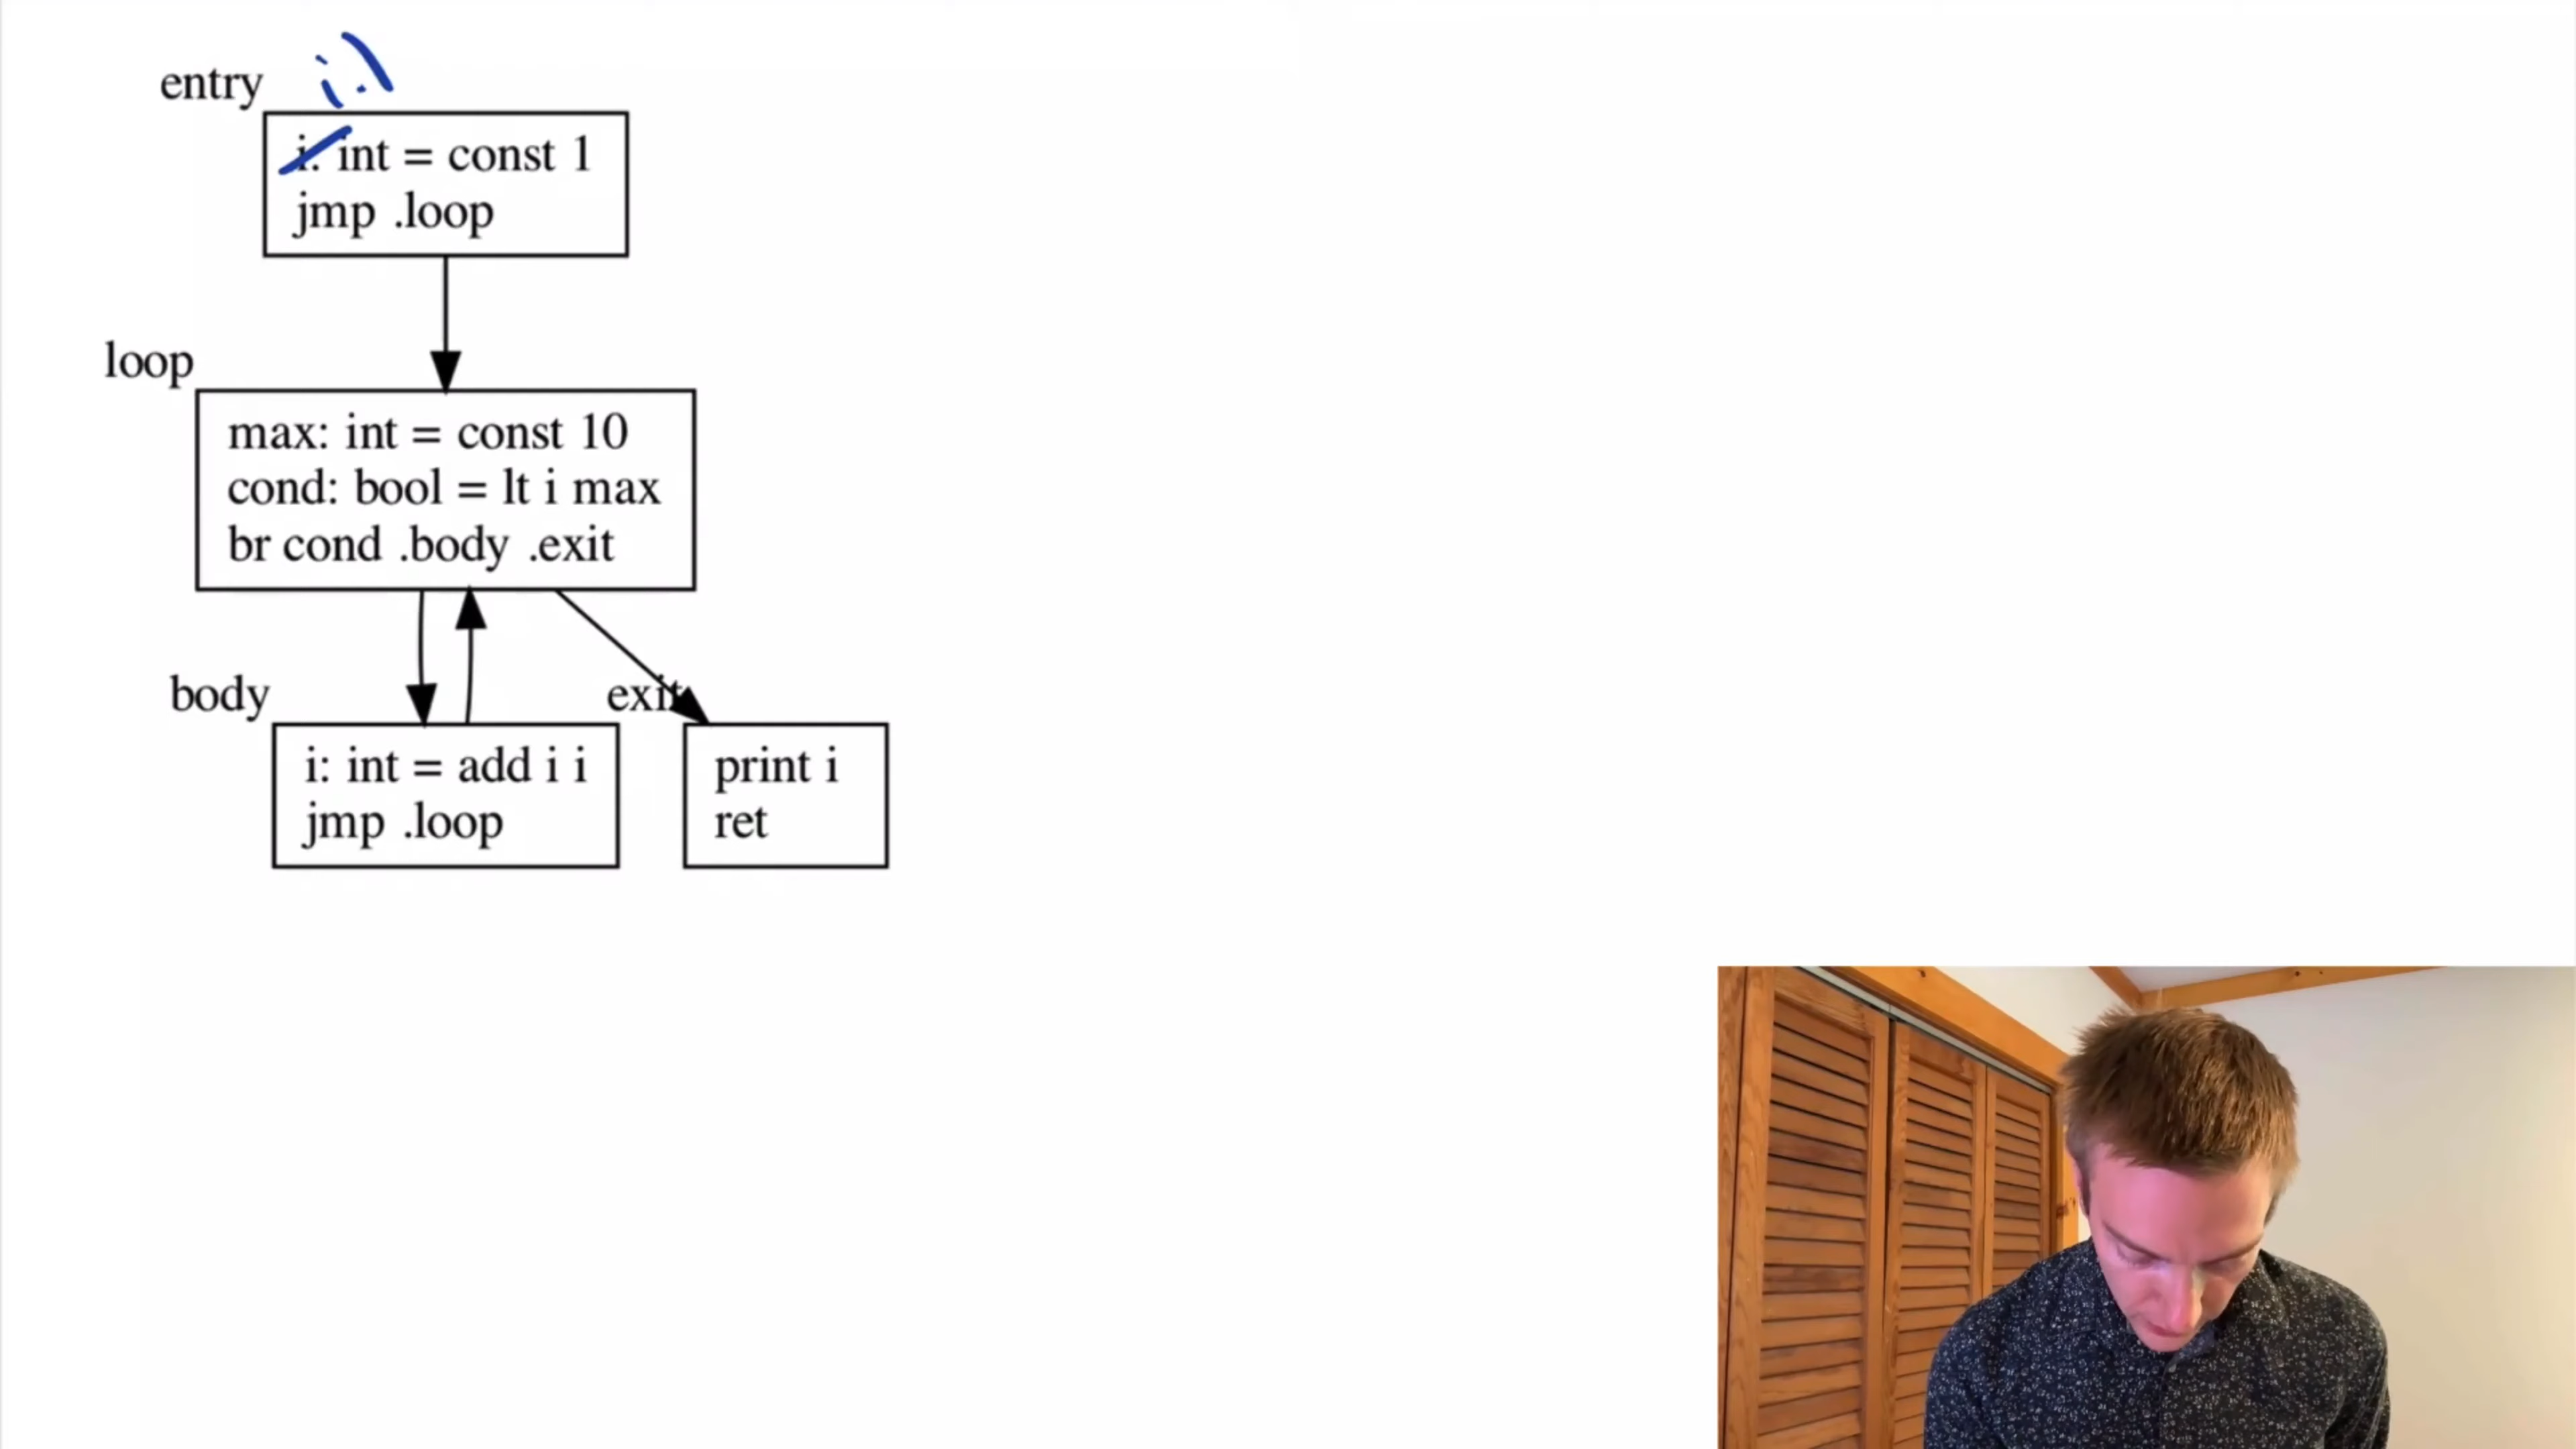 entry
i.1
i: int = const 1
jmp .loop
loop
max: int = const 10
cond: bool = lt i max
br cond .body .exit
body
i: int = add i i
jmp .loop
exit
print i
ret